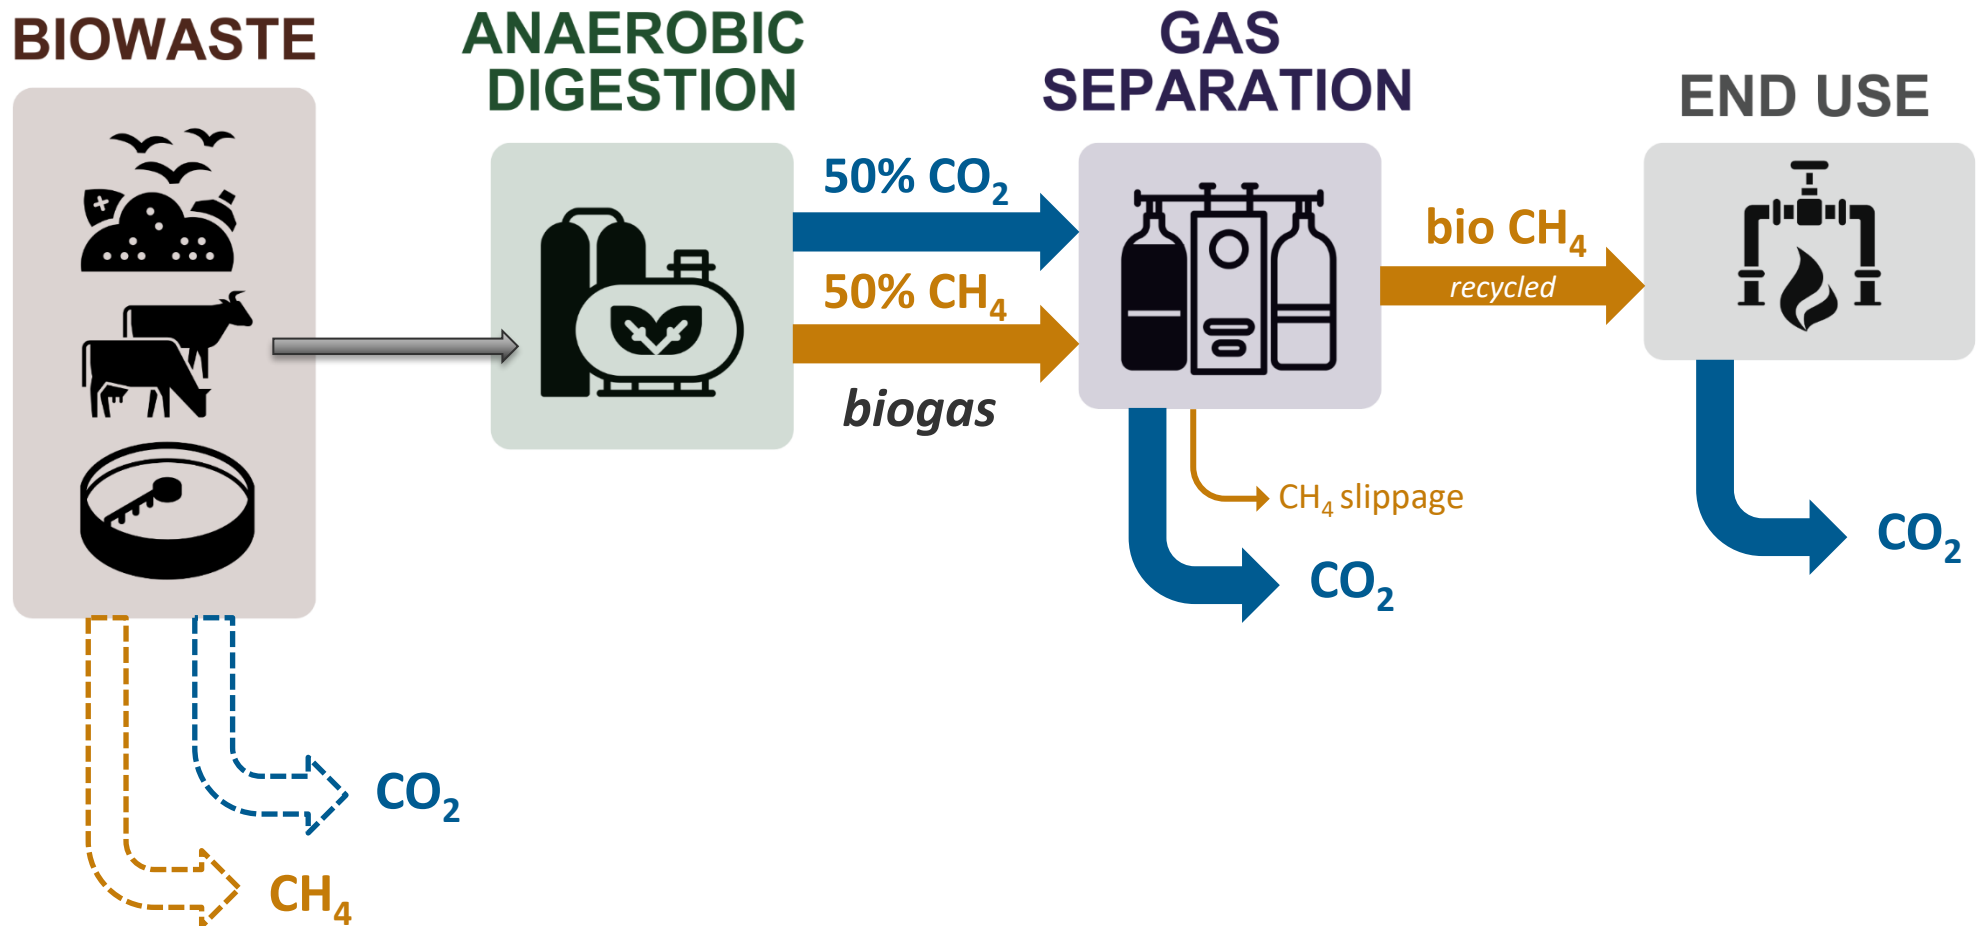 BIOWASTE
ANAEROBIC
DIGESTION
GAS
SEPARATION
END USE
50% CO₂
50% CH₄
biogas
bio CH₄
recycled
CH₄ slippage
CO₂
CO₂
CO₂
CH₄